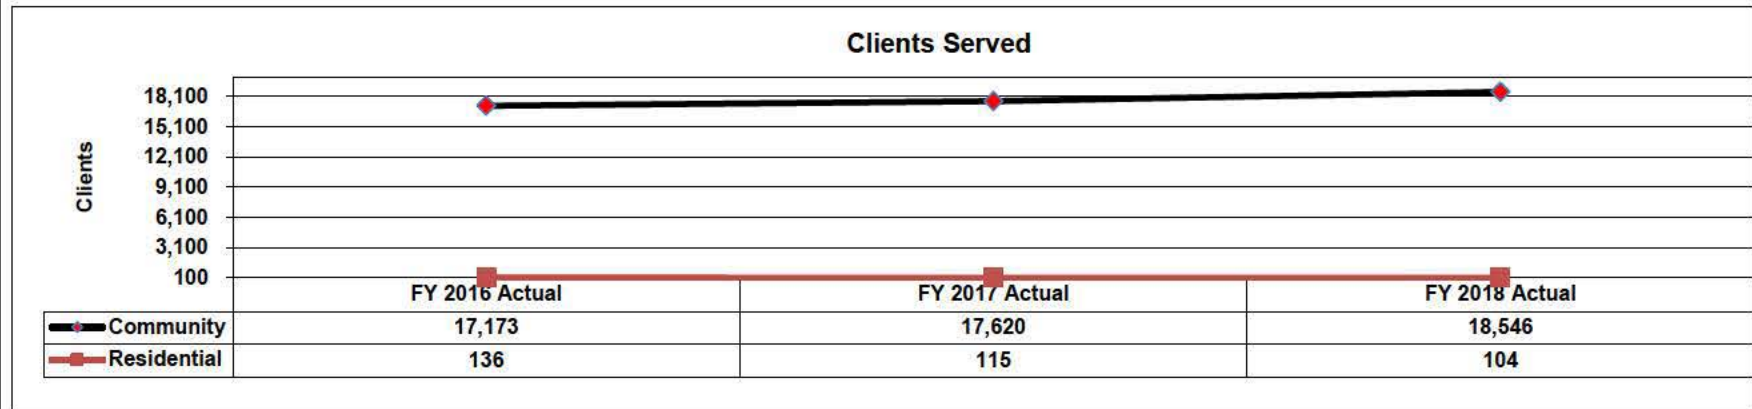 Clients Served
Clients
18,100
15,100
12,100
9,100
6,100
3,100
100
FY 2016 Actual FY 2017 Actual FY 2018 Actual
Community 17,173 17,620 18,546
Residential 136 115 104